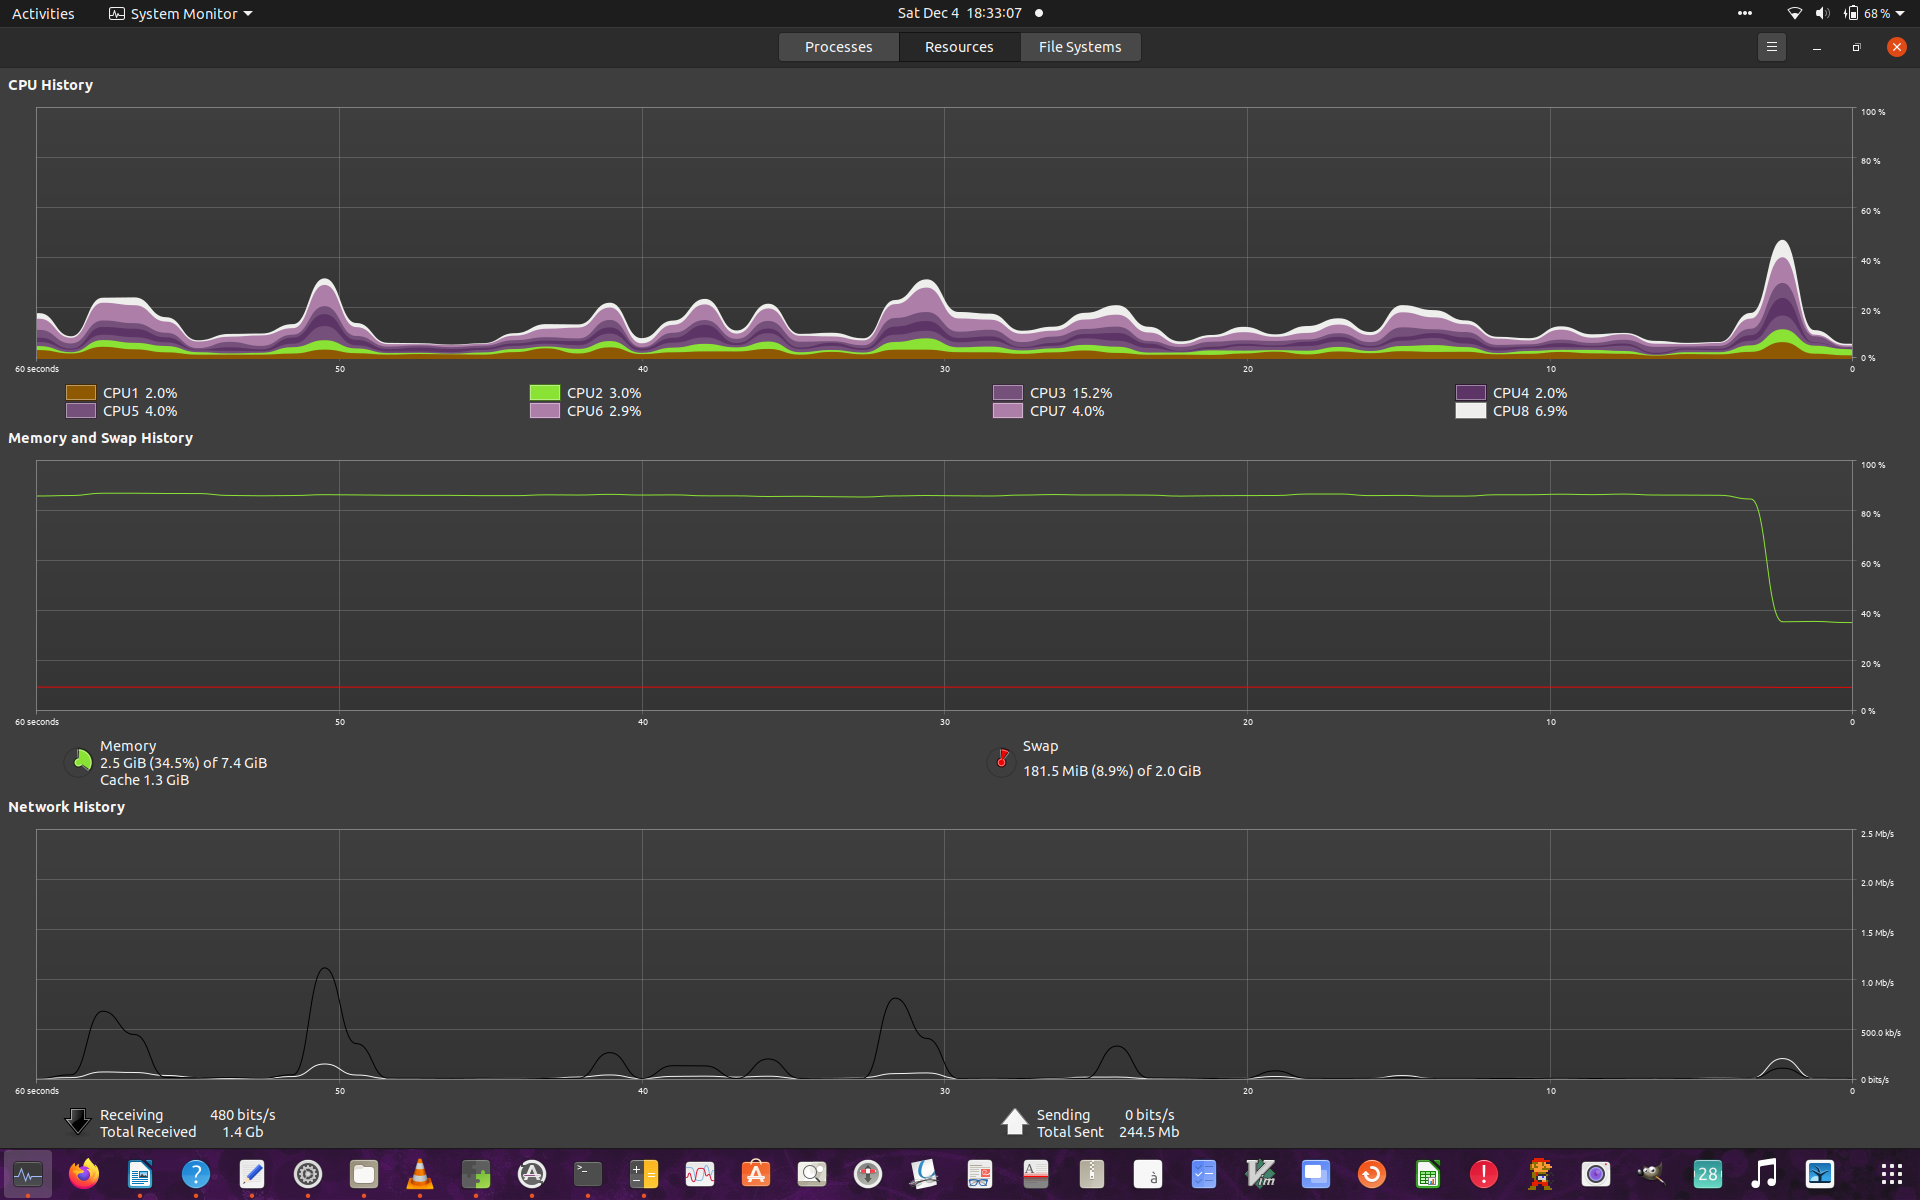 Activities System Monitor Sat Dec 4 18:33:07 68 %
Processes Resources File Systems
CPU History
100 %
80 %
60 %
40 %
20 %
0 %
60 seconds 50 40 30 20 10 0
CPU1 2.0% CPU2 3.0% CPU3 15.2% CPU4 2.0%
CPU5 4.0% CPU6 2.9% CPU7 4.0% CPU8 6.9%
Memory and Swap History
100 %
80 %
60 %
40 %
20 %
0 %
60 seconds 50 40 30 20 10 0
Memory
2.5 GiB (34.5%) of 7.4 GiB
Cache 1.3 GiB
Swap
181.5 MiB (8.9%) of 2.0 GiB
Network History
2.5 Mb/s
2.0 Mb/s
1.5 Mb/s
1.0 Mb/s
500.0 kb/s
0 bits/s
60 seconds 50 40 30 20 10 0
Receiving 480 bits/s
Total Received 1.4 Gb
Sending 0 bits/s
Total Sent 244.5 Mb
? >_ A à Vim ! 28